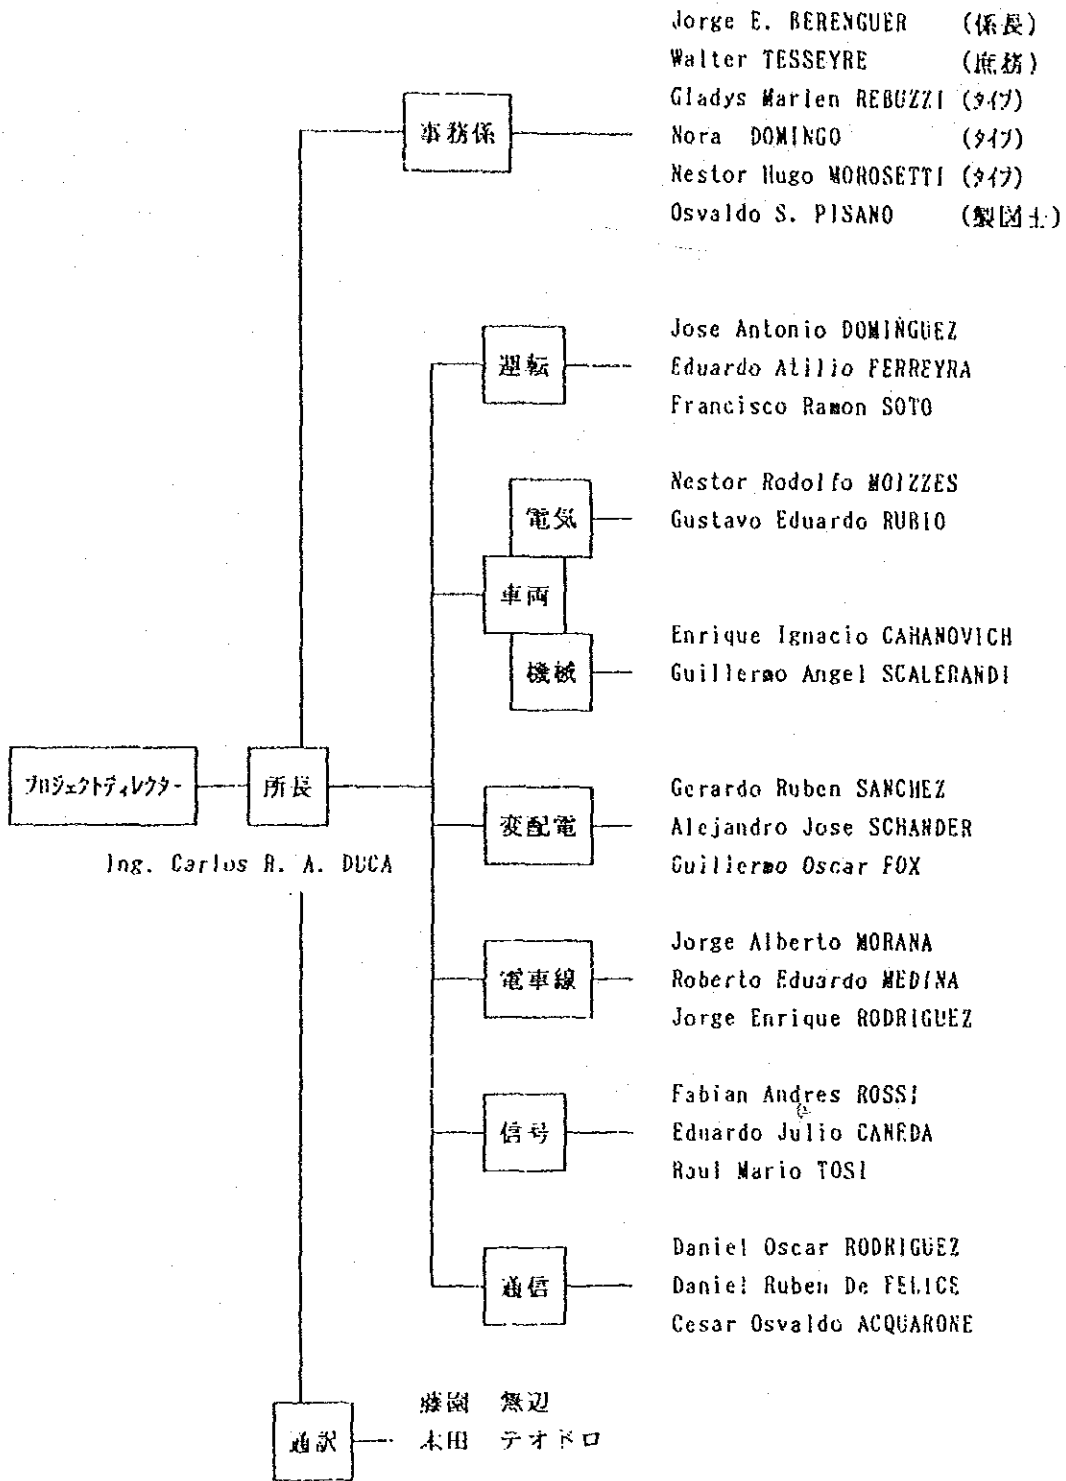 Jorge E. BERENGUER (係長)
Walter TESSEYRE (庶務)
事務係
Gladys Marlen REBUZZI (タイプ)
Nora DOMINGO (タイプ)
Nestor Hugo MOROSETTI (タイプ)
Osvaldo S. PISANO (製図士)
運転
Jose Antonio DOMINGUEZ
Eduardo Atilio FERREYRA
Francisco Ramon SOTO
電気
Nestor Rodolfo MOIZZES
Gustavo Eduardo RUBIO
車両
機械
Enrique Ignacio CAHANOVICH
Guillermo Angel SCALERANDI
プロジェクトディレクター
所長
Ing. Carlos R. A. DUCA
変配電
Gerardo Ruben SANCHEZ
Alejandro Jose SCHANDER
Guillermo Oscar FOX
電車線
Jorge Alberto MORANA
Roberto Eduardo MEDINA
Jorge Enrique RODRIGUEZ
信号
Fabian Andres ROSSI
Eduardo Julio CANEDA
Raul Mario TOSI
通信
Daniel Oscar RODRIGUEZ
Daniel Ruben De FELICE
Cesar Osvaldo ACQUARONE
通訳
藤園 無辺
木田 テオドロ